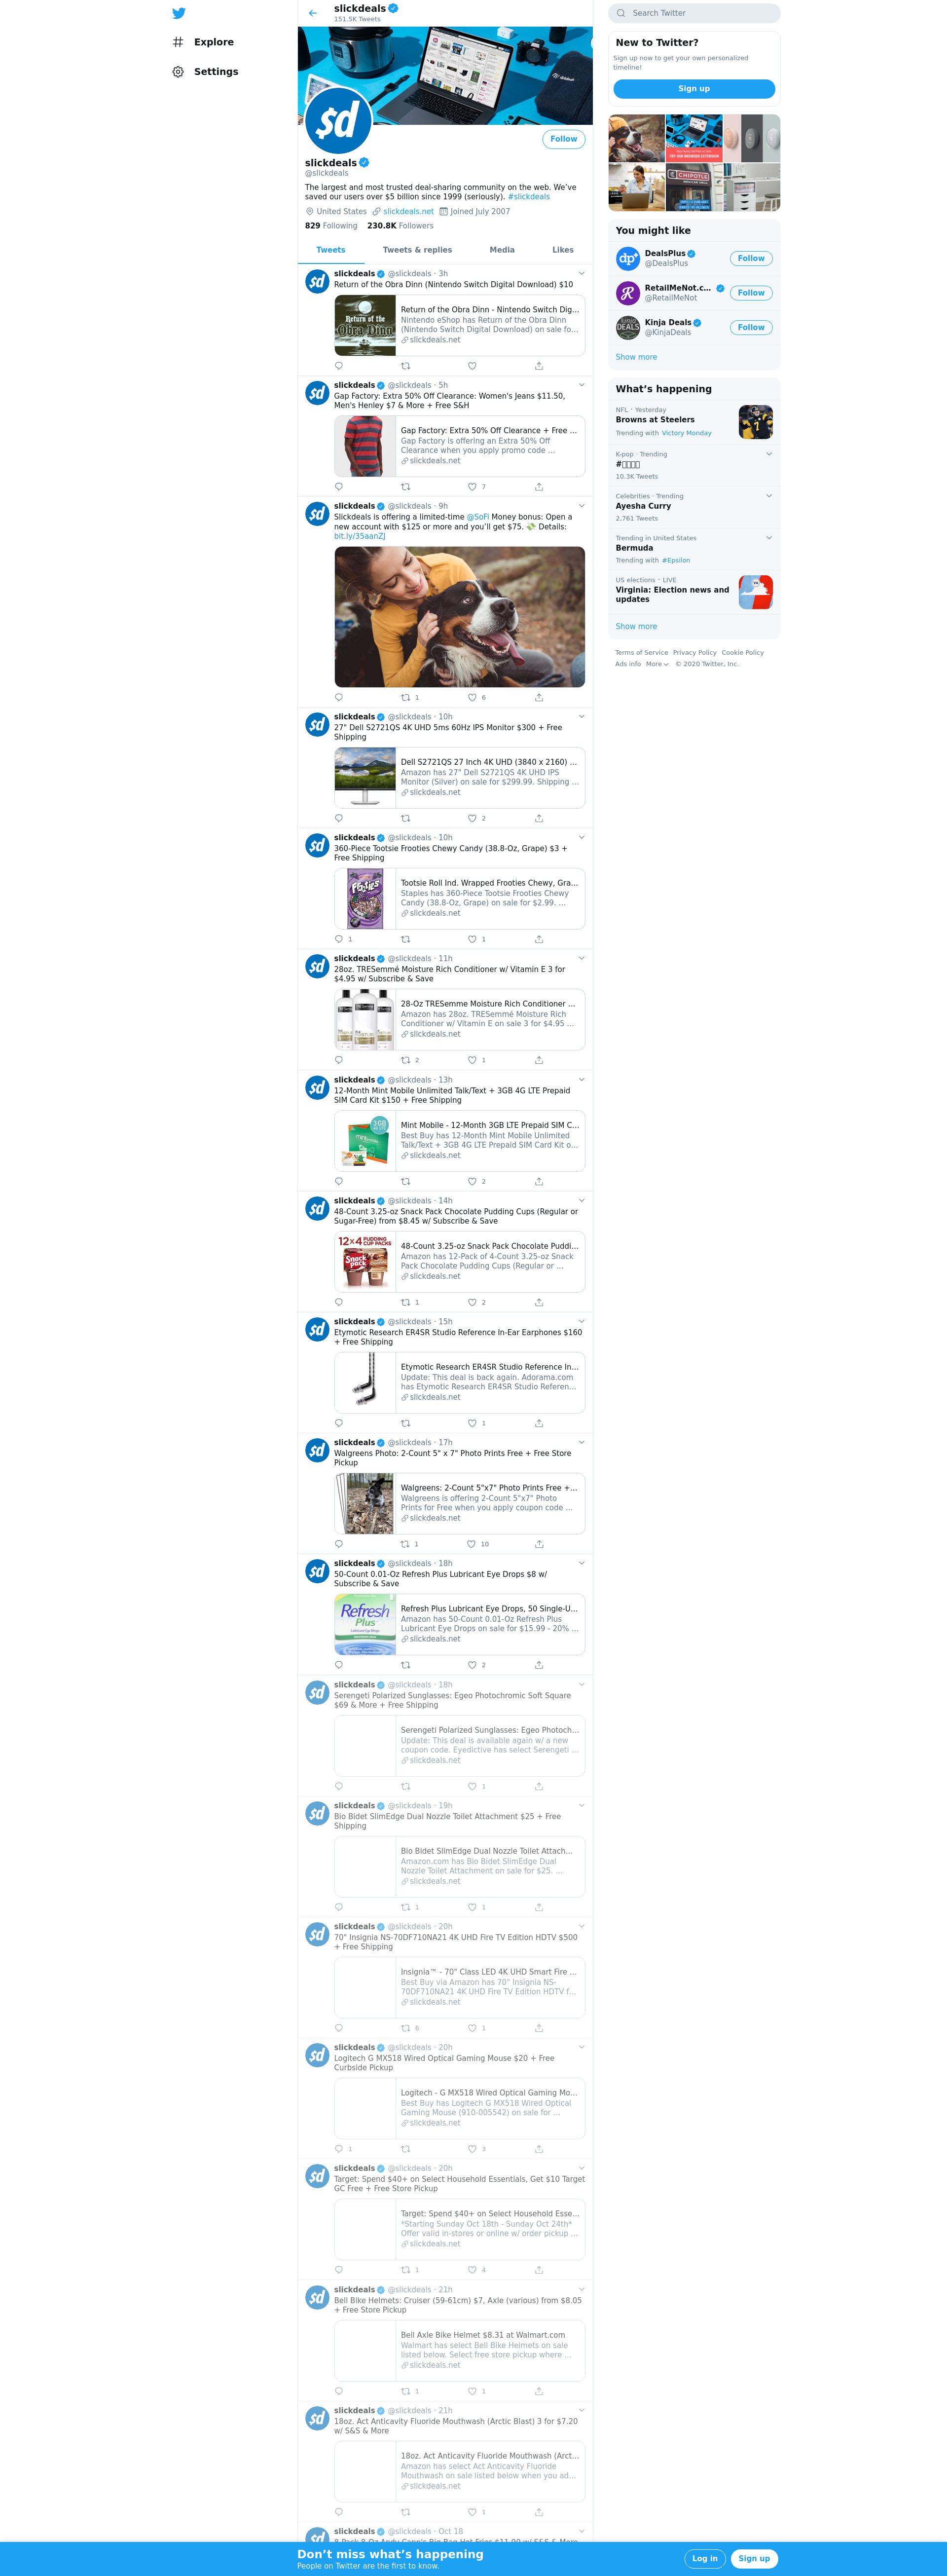 Explore
Settings
slickdeals
151.5K Tweets
$d
Follow
slickdeals
@slickdeals
The largest and most trusted deal-sharing community on the web. We've
saved our users over $5 billion since 1999 (seriously). #slickdeals
United States slickdeals.net Joined July 2007
829 Following 230.8K Followers
Tweets Tweets & replies Media Likes
slickdeals @slickdeals · 3h
Return of the Obra Dinn (Nintendo Switch Digital Download) $10
Return of the
Obra Dinn
Return of the Obra Dinn - Nintendo Switch Dig...
Nintendo eShop has Return of the Obra Dinn
(Nintendo Switch Digital Download) on sale fo...
slickdeals.net
slickdeals @slickdeals · 5h
Gap Factory: Extra 50% Off Clearance: Women's Jeans $11.50,
Men's Henley $7 & More + Free S&H
Gap Factory: Extra 50% Off Clearance + Free ...
Gap Factory is offering an Extra 50% Off
Clearance when you apply promo code ...
slickdeals.net
7
slickdeals @slickdeals · 9h
Slickdeals is offering a limited-time @SoFi Money bonus: Open a
new account with $125 or more and you'll get $75. 💸 Details:
bit.ly/35aanZJ
1 6
slickdeals @slickdeals · 10h
27" Dell S2721QS 4K UHD 5ms 60Hz IPS Monitor $300 + Free
Shipping
Dell S2721QS 27 Inch 4K UHD (3840 x 2160) ...
Amazon has 27" Dell S2721QS 4K UHD IPS
Monitor (Silver) on sale for $299.99. Shipping ...
slickdeals.net
2
slickdeals @slickdeals · 10h
360-Piece Tootsie Frooties Chewy Candy (38.8-Oz, Grape) $3 +
Free Shipping
Tootsie Roll Ind. Wrapped Frooties Chewy, Gra...
Staples has 360-Piece Tootsie Frooties Chewy
Candy (38.8-Oz, Grape) on sale for $2.99. ...
slickdeals.net
1 1
slickdeals @slickdeals · 11h
28oz. TRESemmé Moisture Rich Conditioner w/ Vitamin E 3 for
$4.95 w/ Subscribe & Save
28-Oz TRESemme Moisture Rich Conditioner ...
Amazon has 28oz. TRESemmé Moisture Rich
Conditioner w/ Vitamin E on sale 3 for $4.95 ...
slickdeals.net
2 1
slickdeals @slickdeals · 13h
12-Month Mint Mobile Unlimited Talk/Text + 3GB 4G LTE Prepaid
SIM Card Kit $150 + Free Shipping
3GB
Mint Mobile - 12-Month 3GB LTE Prepaid SIM C...
Best Buy has 12-Month Mint Mobile Unlimited
Talk/Text + 3GB 4G LTE Prepaid SIM Card Kit o...
slickdeals.net
2
slickdeals @slickdeals · 14h
48-Count 3.25-oz Snack Pack Chocolate Pudding Cups (Regular or
Sugar-Free) from $8.45 w/ Subscribe & Save
12×4 PUDDING
CUP PACKS
Snack
Pack
48-Count 3.25-oz Snack Pack Chocolate Puddi...
Amazon has 12-Pack of 4-Count 3.25-oz Snack
Pack Chocolate Pudding Cups (Regular or ...
slickdeals.net
1 2
slickdeals @slickdeals · 15h
Etymotic Research ER4SR Studio Reference In-Ear Earphones $160
+ Free Shipping
Etymotic Research ER4SR Studio Reference In...
Update: This deal is back again. Adorama.com
has Etymotic Research ER4SR Studio Referen...
slickdeals.net
1
slickdeals @slickdeals · 17h
Walgreens Photo: 2-Count 5" x 7" Photo Prints Free + Free Store
Pickup
Walgreens: 2-Count 5"x7" Photo Prints Free +...
Walgreens is offering 2-Count 5"x7" Photo
Prints for Free when you apply coupon code ...
slickdeals.net
1 10
slickdeals @slickdeals · 18h
50-Count 0.01-Oz Refresh Plus Lubricant Eye Drops $8 w/
Subscribe & Save
Refresh
Plus
Refresh Plus Lubricant Eye Drops, 50 Single-U...
Amazon has 50-Count 0.01-Oz Refresh Plus
Lubricant Eye Drops on sale for $15.99 - 20% ...
slickdeals.net
2
slickdeals @slickdeals · 18h
Serengeti Polarized Sunglasses: Egeo Photochromic Soft Square
$69 & More + Free Shipping
Serengeti Polarized Sunglasses: Egeo Photoch...
Update: This deal is available again w/ a new
coupon code. Eyedictive has select Serengeti ...
slickdeals.net
1
slickdeals @slickdeals · 19h
Bio Bidet SlimEdge Dual Nozzle Toilet Attachment $25 + Free
Shipping
Bio Bidet SlimEdge Dual Nozzle Toilet Attach...
Amazon.com has Bio Bidet SlimEdge Dual
Nozzle Toilet Attachment on sale for $25. ...
slickdeals.net
1 1
slickdeals @slickdeals · 20h
70" Insignia NS-70DF710NA21 4K UHD Fire TV Edition HDTV $500
+ Free Shipping
Insignia™ - 70" Class LED 4K UHD Smart Fire ...
Best Buy via Amazon has 70" Insignia NS-
70DF710NA21 4K UHD Fire TV Edition HDTV f...
slickdeals.net
6 1
slickdeals @slickdeals · 20h
Logitech G MX518 Wired Optical Gaming Mouse $20 + Free
Curbside Pickup
Logitech - G MX518 Wired Optical Gaming Mo...
Best Buy has Logitech G MX518 Wired Optical
Gaming Mouse (910-005542) on sale for ...
slickdeals.net
1 3
slickdeals @slickdeals · 20h
Target: Spend $40+ on Select Household Essentials, Get $10 Target
GC Free + Free Store Pickup
Target: Spend $40+ on Select Household Esse...
*Starting Sunday Oct 18th - Sunday Oct 24th*
Offer valid in-stores or online w/ order pickup ...
slickdeals.net
1 4
slickdeals @slickdeals · 21h
Bell Bike Helmets: Cruiser (59-61cm) $7, Axle (various) from $8.05
+ Free Store Pickup
Bell Axle Bike Helmet $8.31 at Walmart.com
Walmart has select Bell Bike Helmets on sale
listed below. Select free store pickup where ...
slickdeals.net
1 1
slickdeals @slickdeals · 21h
18oz. Act Anticavity Fluoride Mouthwash (Arctic Blast) 3 for $7.20
w/ S&S & More
18oz. Act Anticavity Fluoride Mouthwash (Arct...
Amazon has select Act Anticavity Fluoride
Mouthwash on sale listed below when you ad...
slickdeals.net
1
slickdeals @slickdeals · Oct 18
Search Twitter
New to Twitter?
Sign up now to get your own personalized
timeline!
Sign up
TRY OUR BROWSER EXTENSION
CHIPOTLE
You might like
dp+
DealsPlus
@DealsPlus
Follow
RetailMeNot.c...
@RetailMeNot
Follow
DEALS
Kinja Deals
@KinjaDeals
Follow
Show more
What's happening
NFL · Yesterday
Browns at Steelers
Trending with Victory Monday
K-pop · Trending
#
10.3K Tweets
Celebrities · Trending
Ayesha Curry
2,761 Tweets
Trending in United States
Bermuda
Trending with #Epsilon
US elections · LIVE
Virginia: Election news and
updates
Show more
Terms of Service Privacy Policy Cookie Policy
Ads info More © 2020 Twitter, Inc.
Don't miss what's happening
People on Twitter are the first to know.
Log in
Sign up